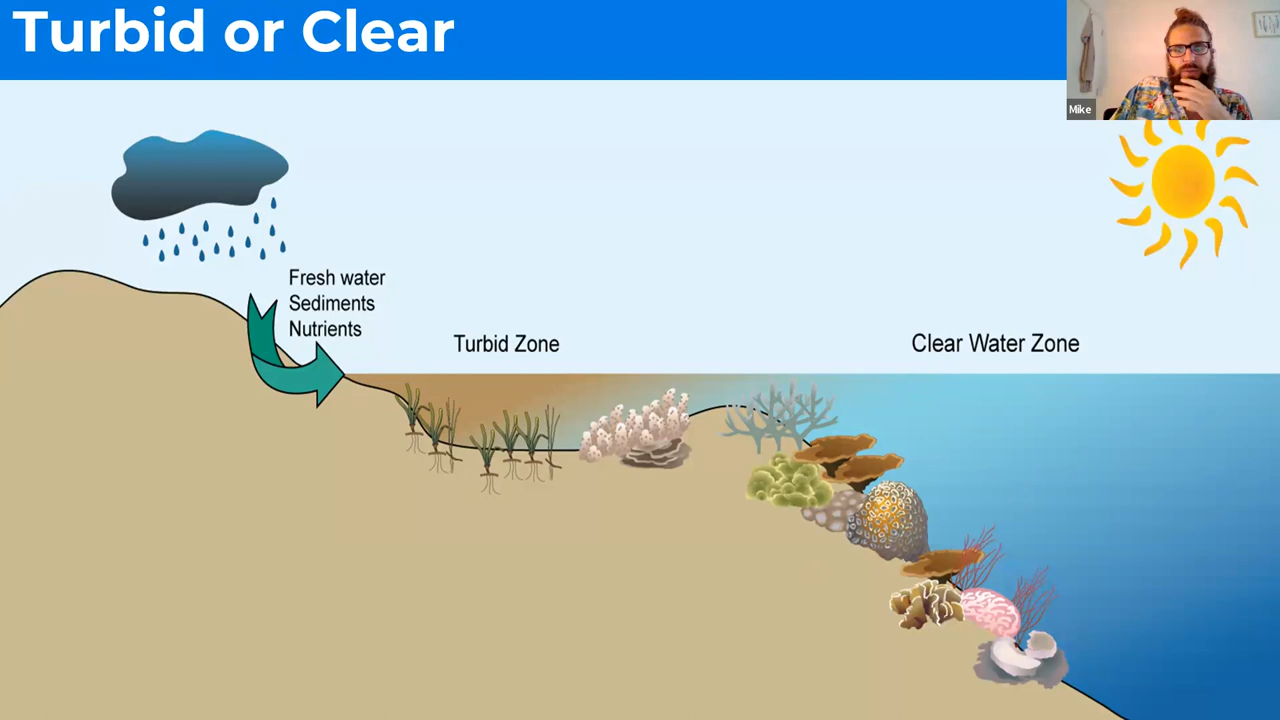 Turbid or Clear
Mike
Fresh water
Sediments
Nutrients
Turbid Zone
Clear Water Zone